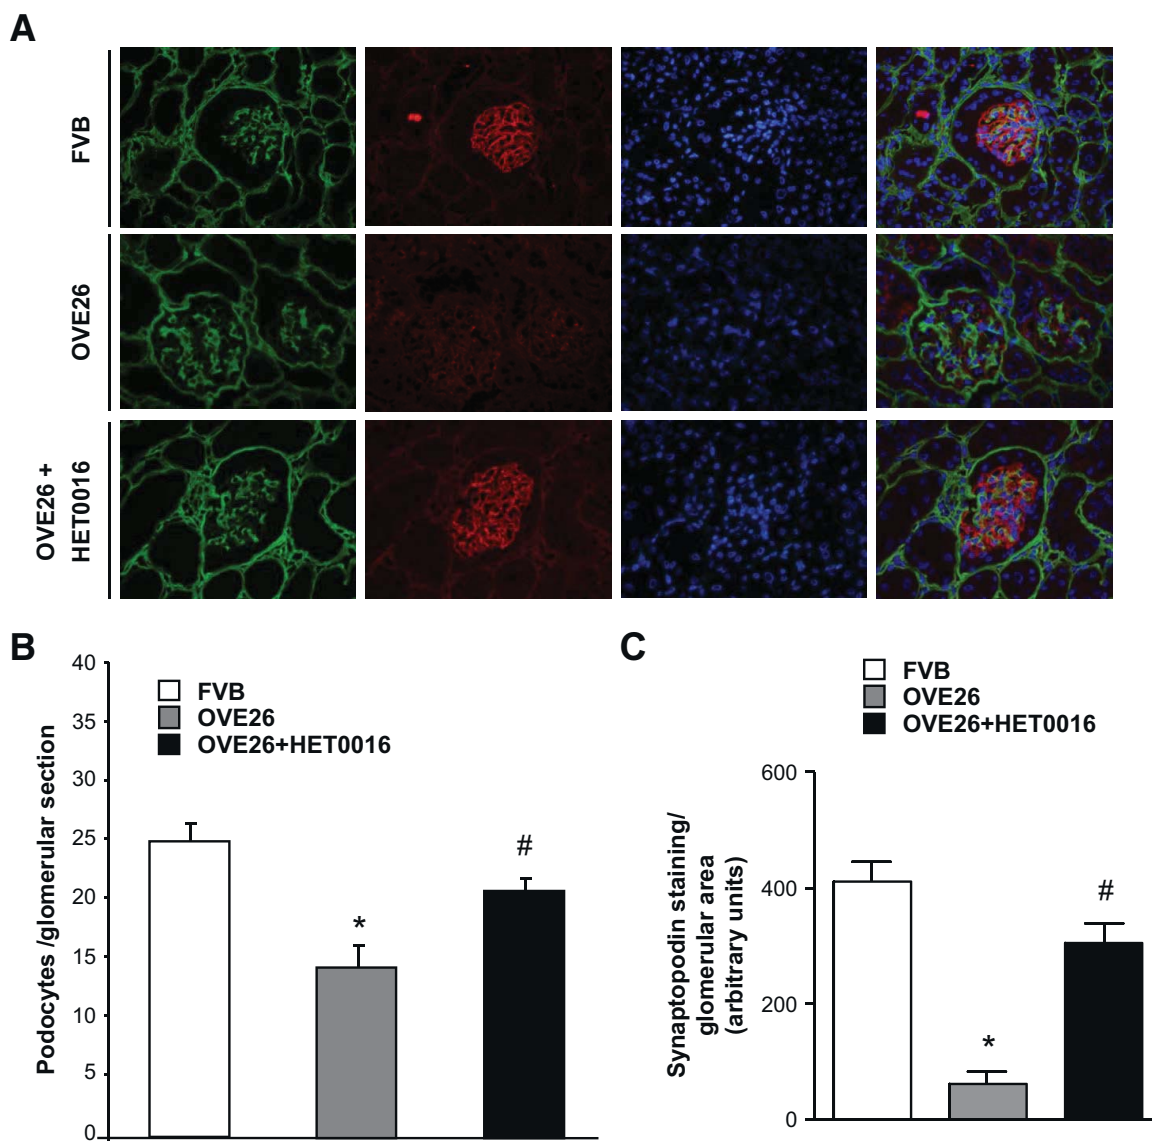 A
FVB
OVE26
OVE26 +
HET0016
B
40
35
30
25
20
15
10
5
0
Podocytes /glomerular section
FVB
OVE26
OVE26+HET0016
*
#
C
FVB
OVE26
OVE26+HET0016
600
400
200
0
Synaptopodin staining/
glomerular area
(arbitrary units)
*
#